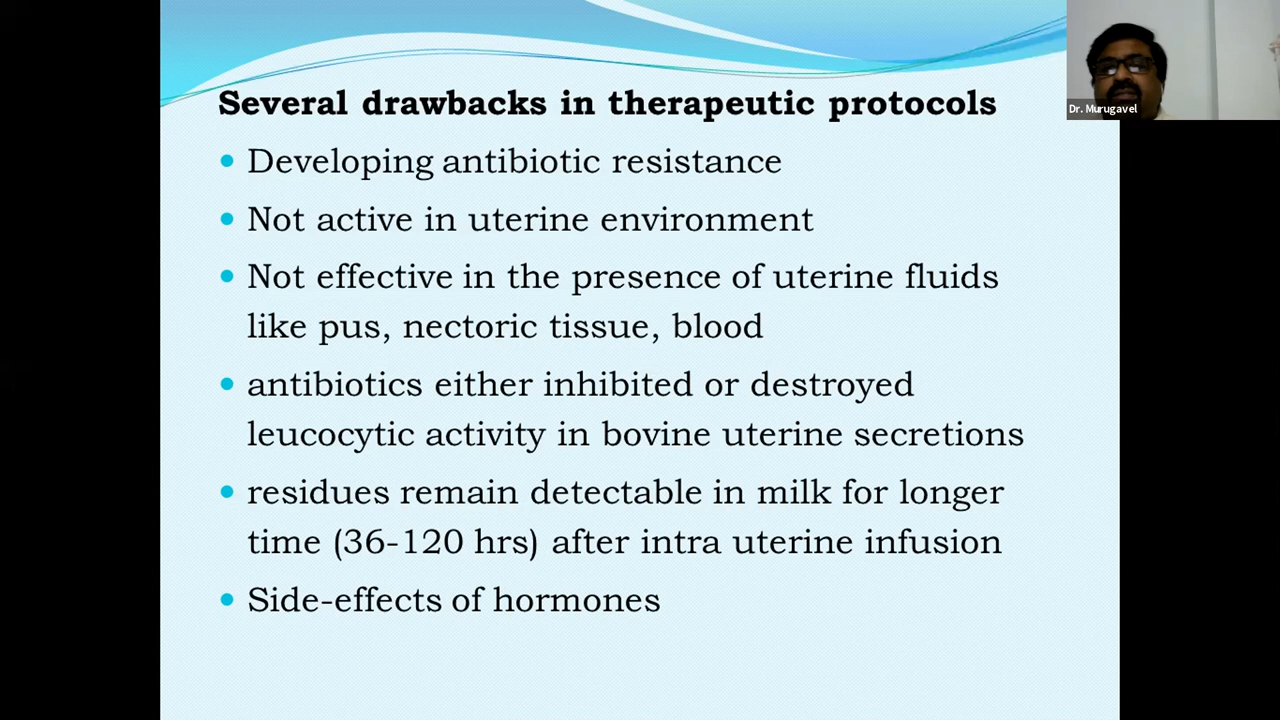 Several drawbacks in therapeutic protocols
Developing antibiotic resistance
Not active in uterine environment
Not effective in the presence of uterine fluids
like pus, nectoric tissue, blood
antibiotics either inhibited or destroyed
leucocytic activity in bovine uterine secretions
residues remain detectable in milk for longer
time (36-120 hrs) after intra uterine infusion
Side-effects of hormones
Dr. Murugavel